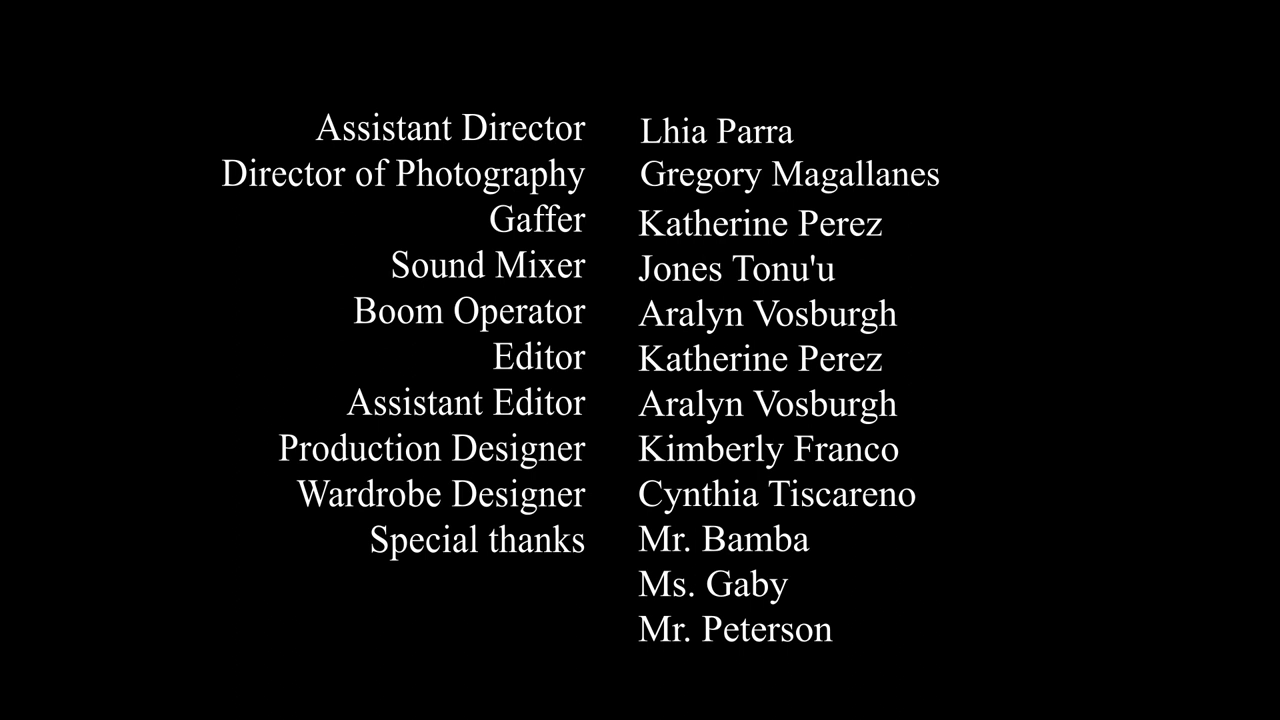 Assistant Director Lhia Parra
Director of Photography Gregory Magallanes
Gaffer Katherine Perez
Sound Mixer Jones Tonu'u
Boom Operator Aralyn Vosburgh
Editor Katherine Perez
Assistant Editor Aralyn Vosburgh
Production Designer Kimberly Franco
Wardrobe Designer Cynthia Tiscareno
Special thanks Mr. Bamba
Ms. Gaby
Mr. Peterson